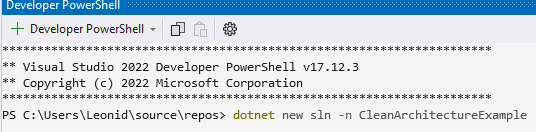 Developer PowerShell
Developer PowerShell
**********************************************************************
** Visual Studio 2022 Developer PowerShell v17.12.3
** Copyright (c) 2022 Microsoft Corporation
**********************************************************************
PS C:\Users\Leonid\source\repos> dotnet new sln -n CleanArchitectureExample